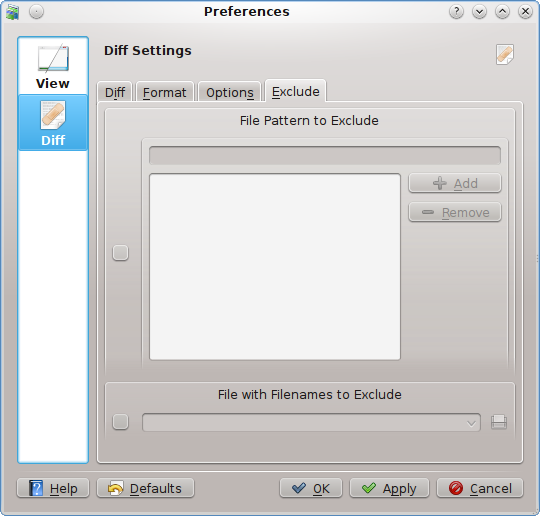 Preferences
View
Diff
Diff Settings
Diff Format Options Exclude
File Pattern to Exclude
Add
Remove
File with Filenames to Exclude
Help Defaults OK Apply Cancel